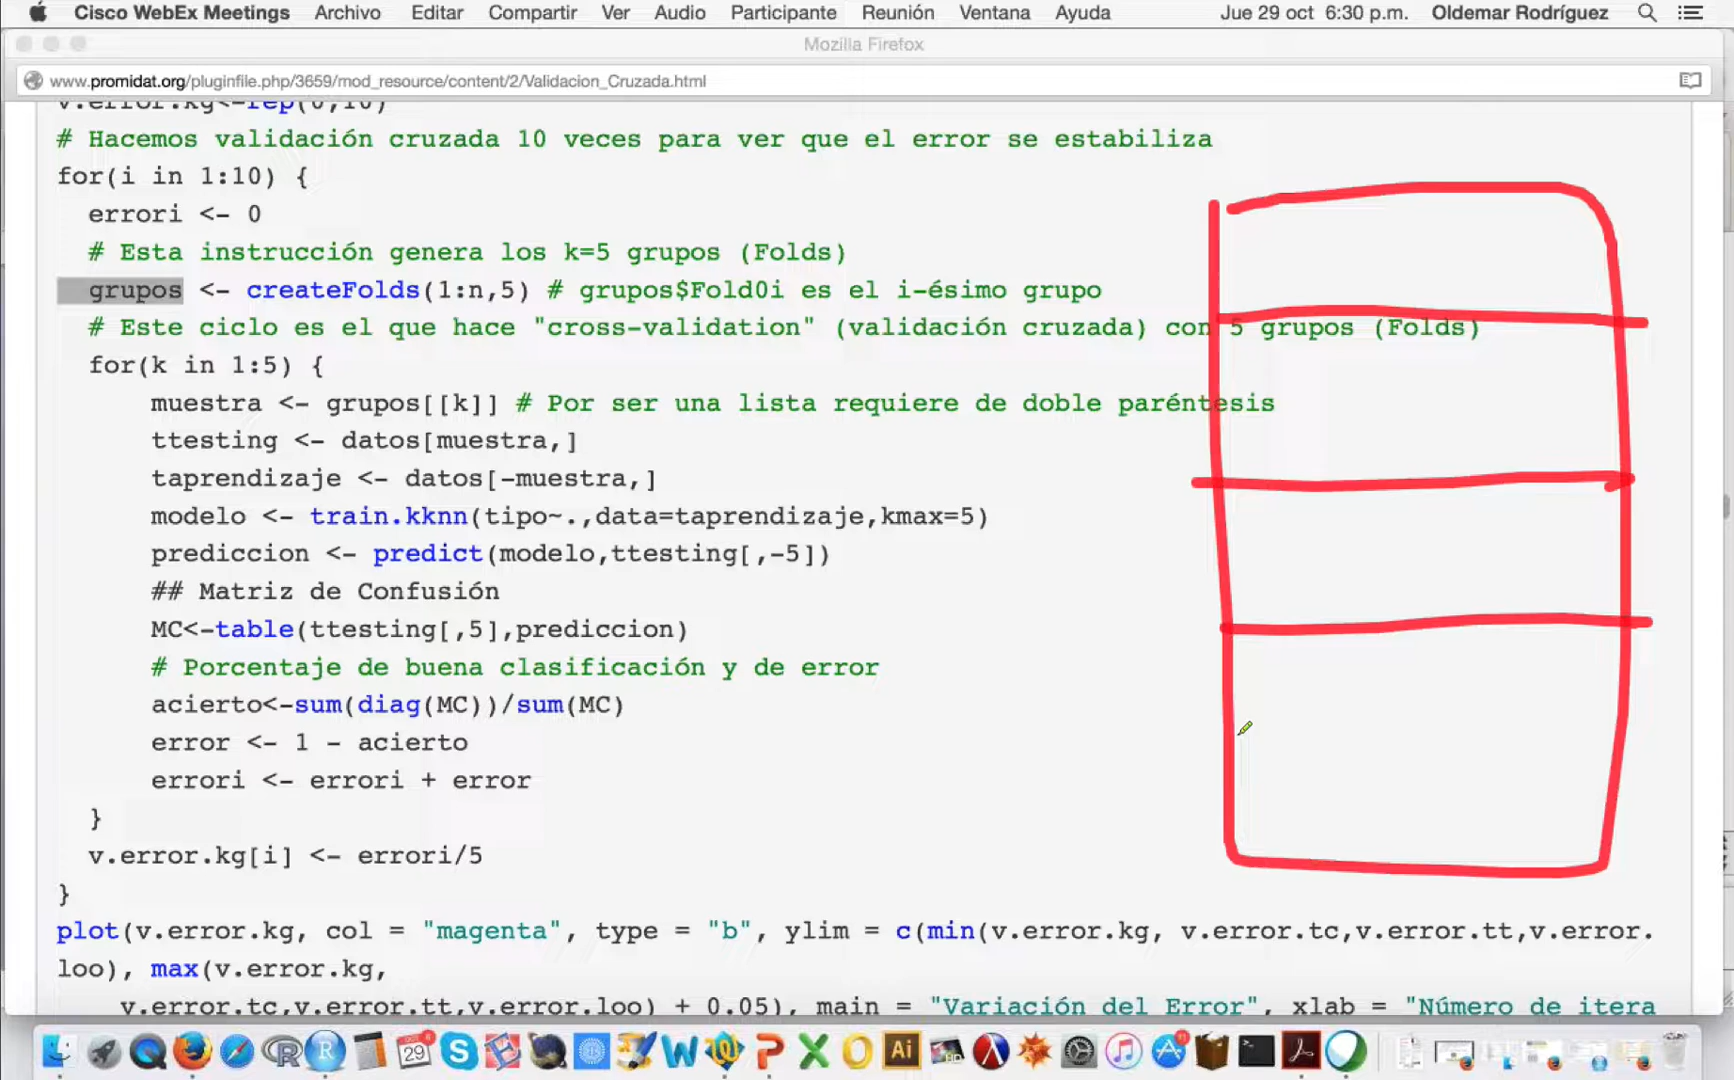 Cisco WebEx Meetings Archivo Editar Compartir Ver Audio Participante Reunión Ventana Ayuda Jue 29 oct 6:30 p.m. Oldemar Rodríguez
Mozilla Firefox
www.promidat.org/pluginfile.php/3659/mod_resource/content/2/Validacion_Cruzada.html
v.error.kg<-rep(0,10)
# Hacemos validación cruzada 10 veces para ver que el error se estabiliza
for(i in 1:10) {
errori <- 0
# Esta instrucción genera los k=5 grupos (Folds)
grupos <- createFolds(1:n,5) # grupos$Fold0i es el i-ésimo grupo
# Este ciclo es el que hace "cross-validation" (validación cruzada) con 5 grupos (Folds)
for(k in 1:5) {
muestra <- grupos[[k]] # Por ser una lista requiere de doble paréntesis
ttesting <- datos[muestra,]
taprendizaje <- datos[-muestra,]
modelo <- train.kknn(tipo~.,data=taprendizaje,kmax=5)
prediccion <- predict(modelo,ttesting[,-5])
## Matriz de Confusión
MC<-table(ttesting[,5],prediccion)
# Porcentaje de buena clasificación y de error
acierto<-sum(diag(MC))/sum(MC)
error <- 1 - acierto
errori <- errori + error
}
v.error.kg[i] <- errori/5
}
plot(v.error.kg, col = "magenta", type = "b", ylim = c(min(v.error.kg, v.error.tc,v.error.tt,v.error.
loo), max(v.error.kg,
v.error.tc,v.error.tt,v.error.loo) + 0.05), main = "Variación del Error", xlab = "Número de itera
29
Ai